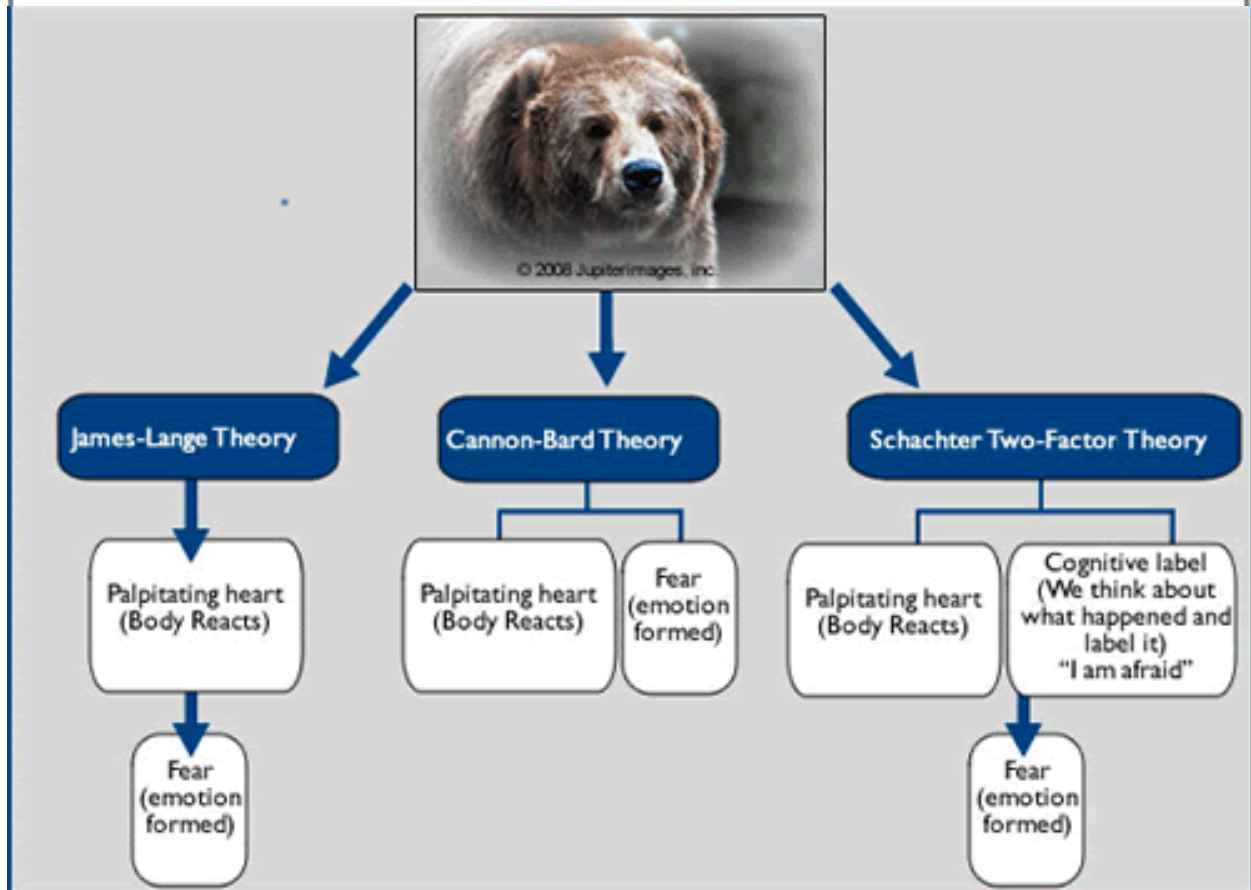 © 2008 Jupiterimages, inc.
James-Lange Theory
Palpitating heart
(Body Reacts)
Fear
(emotion
formed)
Cannon-Bard Theory
Palpitating heart
(Body Reacts)
Fear
(emotion
formed)
Schachter Two-Factor Theory
Palpitating heart
(Body Reacts)
Cognitive label
(We think about
what happened and
label it)
“I am afraid”
Fear
(emotion
formed)